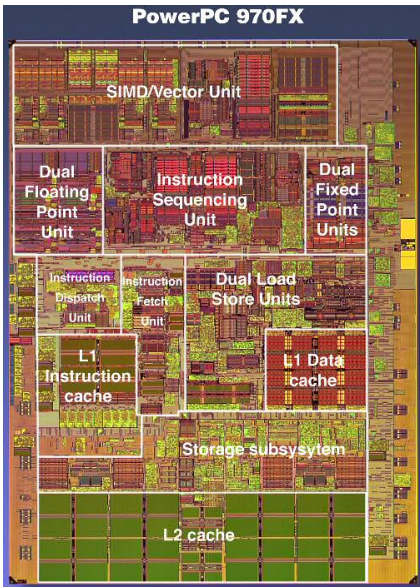 PowerPC 970FX
SIMD/Vector Unit
Dual
Floating
Point
Unit
Instruction
Sequencing
Unit
Dual
Fixed
Point
Units
Instruction
Dispatch
Unit
Instruction
Fetch
Unit
Dual Load
Store Units
L1
Instruction
cache
L1 Data
cache
Storage subsysytem
L2 cache